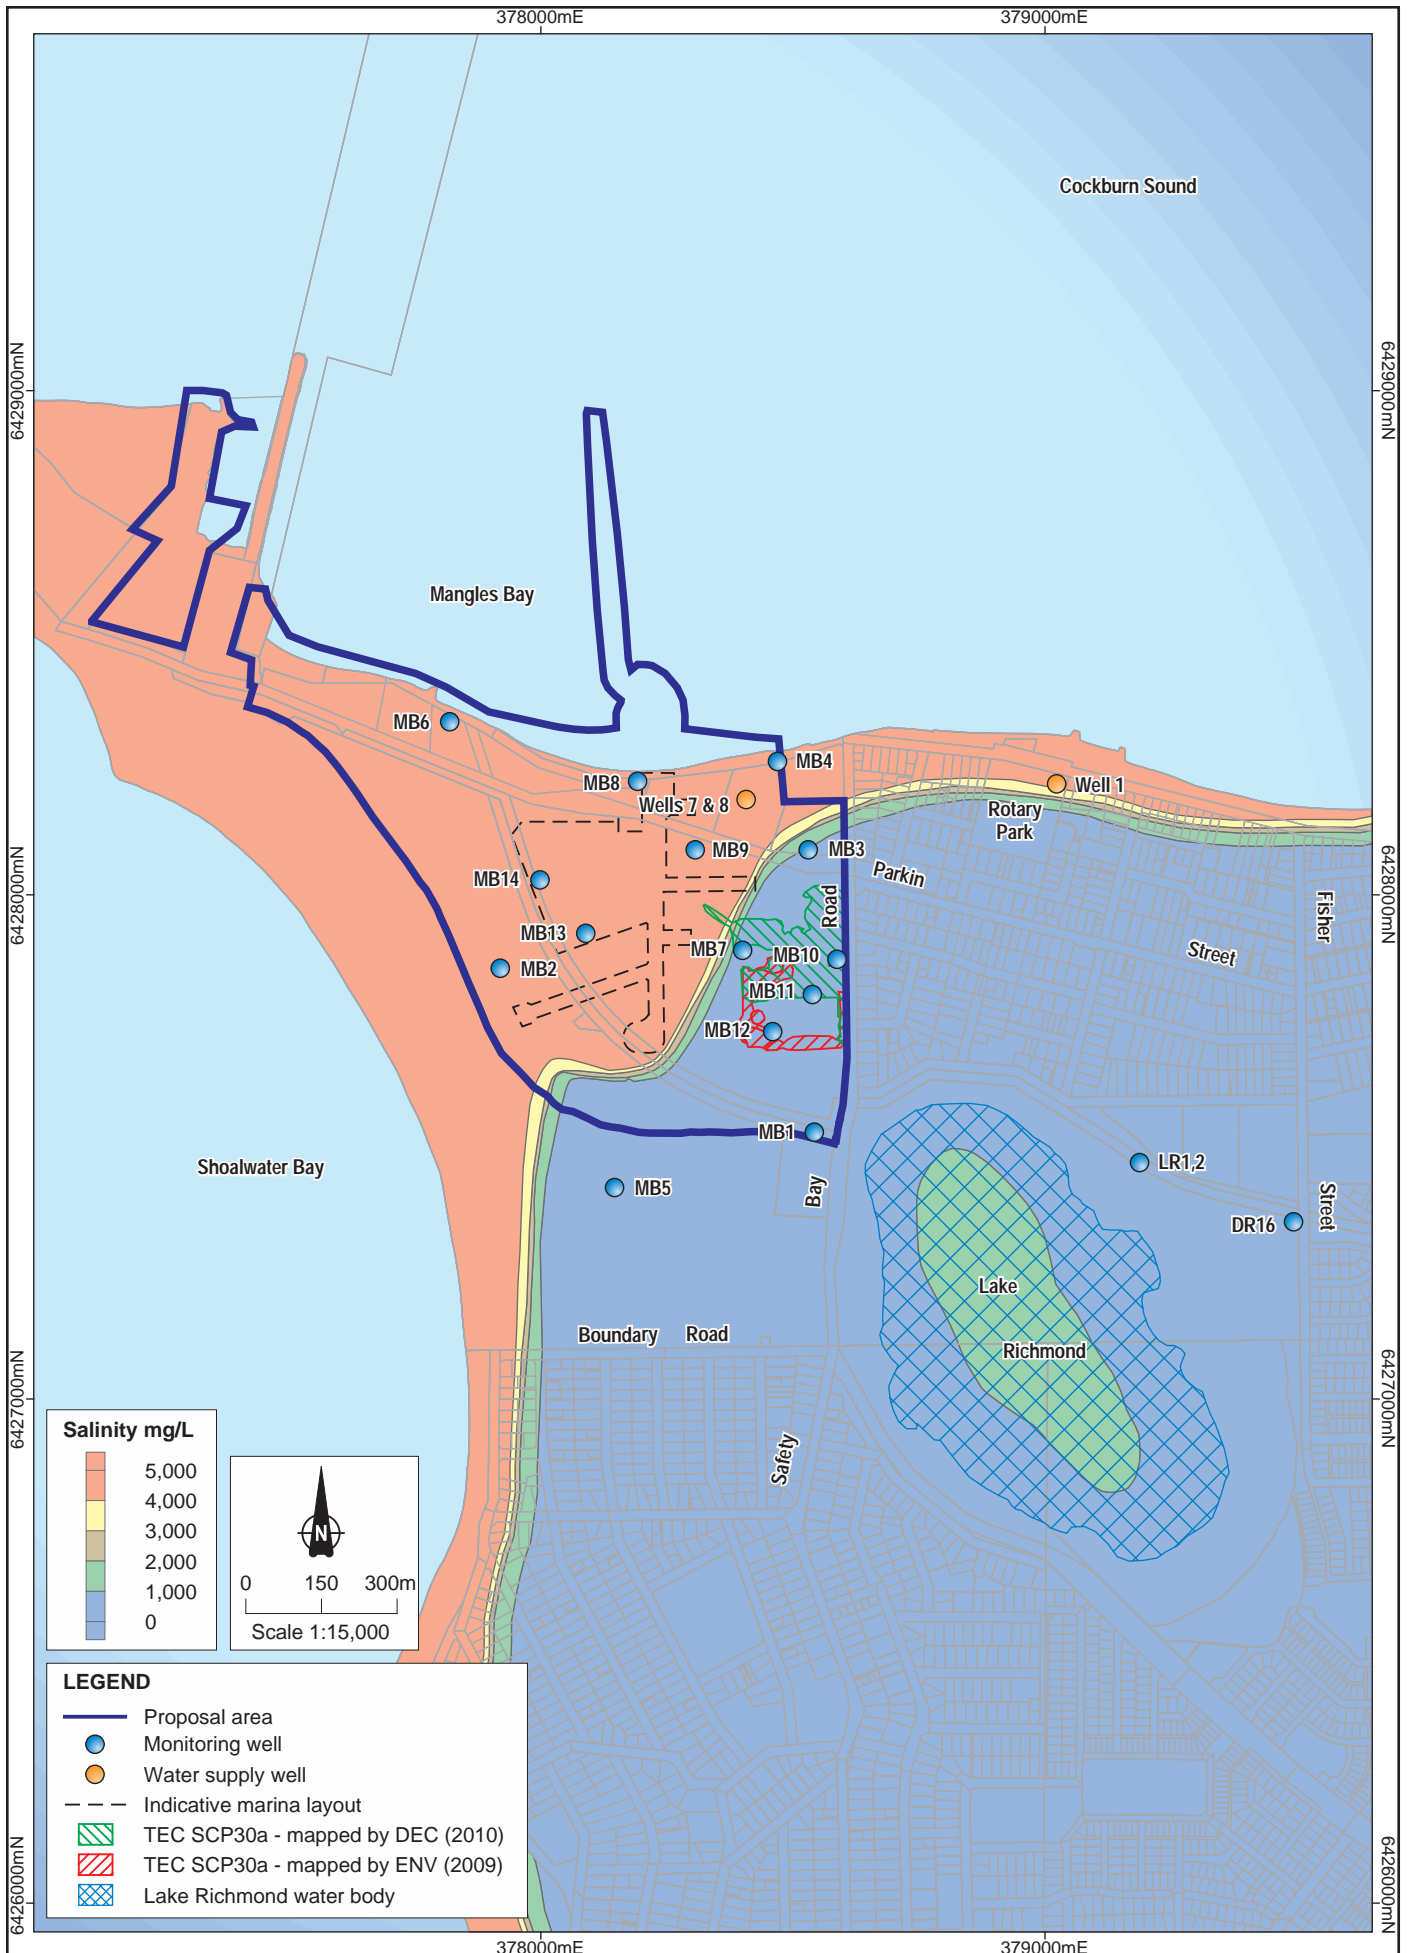 378000mE
379000mE
Cockburn Sound
6429000mN
6429000mN
Mangles Bay
MB6
MB4
MB8
Wells 7 & 8
Well 1
Rotary
Park
MB9
MB3
Parkin
MB14
Road
6428000mN
6428000mN
Fisher
MB13
MB7
MB10
Street
MB2
MB11
MB12
MB1
Shoalwater Bay
LR1,2
MB5
Bay
Street
DR16
Lake
Boundary Road
Richmond
6427000mN
6427000mN
Safety
Salinity mg/L
5,000
4,000
3,000
2,000
1,000
0
N
0 150 300m
Scale 1:15,000
LEGEND
Proposal area
Monitoring well
Water supply well
Indicative marina layout
TEC SCP30a - mapped by DEC (2010)
TEC SCP30a - mapped by ENV (2009)
Lake Richmond water body
6426000mN
6426000mN
378000mE
379000mE